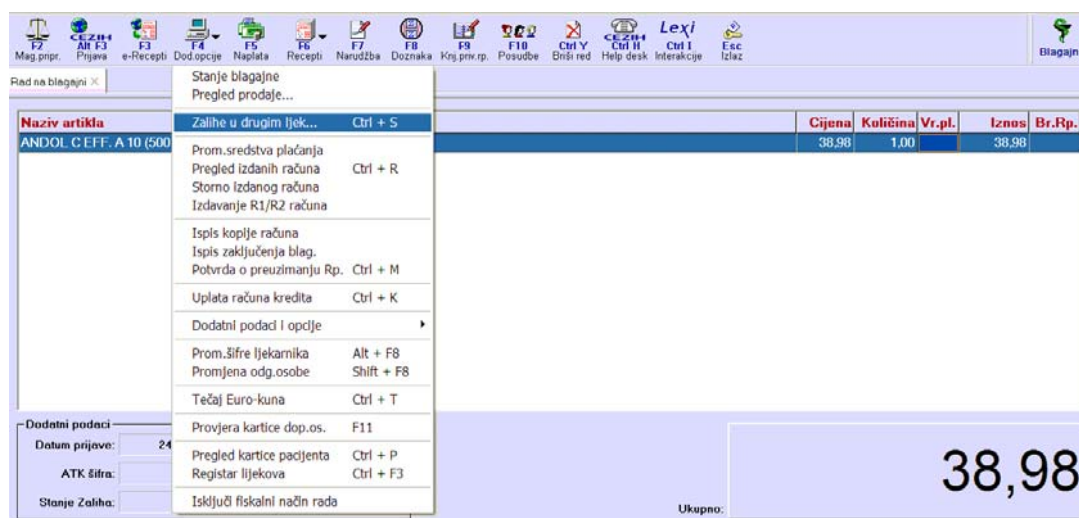 F2 CEZIH Alt F3 F3 F4 F5 F6 F7 F8 F9 F10 Ctrl Y CEZIH Ctrl H Lexi Ctrl I Esc
Mag.pripr. Prijava e-Recepti Dod.opcije Naplata Recepti Narudžba Doznaka Knj.priv.rp. Posudbe Briši red Help desk Interakcije Izlaz Blagajn
Rad na blagajni
Stanje blagajne
Pregled prodaje...
Naziv artikla Zalihe u drugim ljek... Ctrl + S Cijena Količina Vr.pl. Iznos Br.Rp.
ANDOL C EFF. A 10 (500 38,98 1,00 38,98
Prom.sredstva plaćanja
Pregled izdanih računa Ctrl + R
Storno izdanog računa
Izdavanje R1/R2 računa
Ispis kopije računa
Ispis zaključenja blag.
Potvrda o preuzimanju Rp. Ctrl + M
Uplata računa kredita Ctrl + K
Dodatni podaci i opcije
Prom.šifre ljekarnika Alt + F8
Promjena odg.osobe Shift + F8
Tečaj Euro-kuna Ctrl + T
Provjera kartice dop.os. F11
Pregled kartice pacijenta Ctrl + P
Registar lijekova Ctrl + F3
Isključi fiskalni način rada
Dodatni podaci
Datum prijave: 24
ATK šifra:
Stanje Zaliha:
Ukupno: 38,98